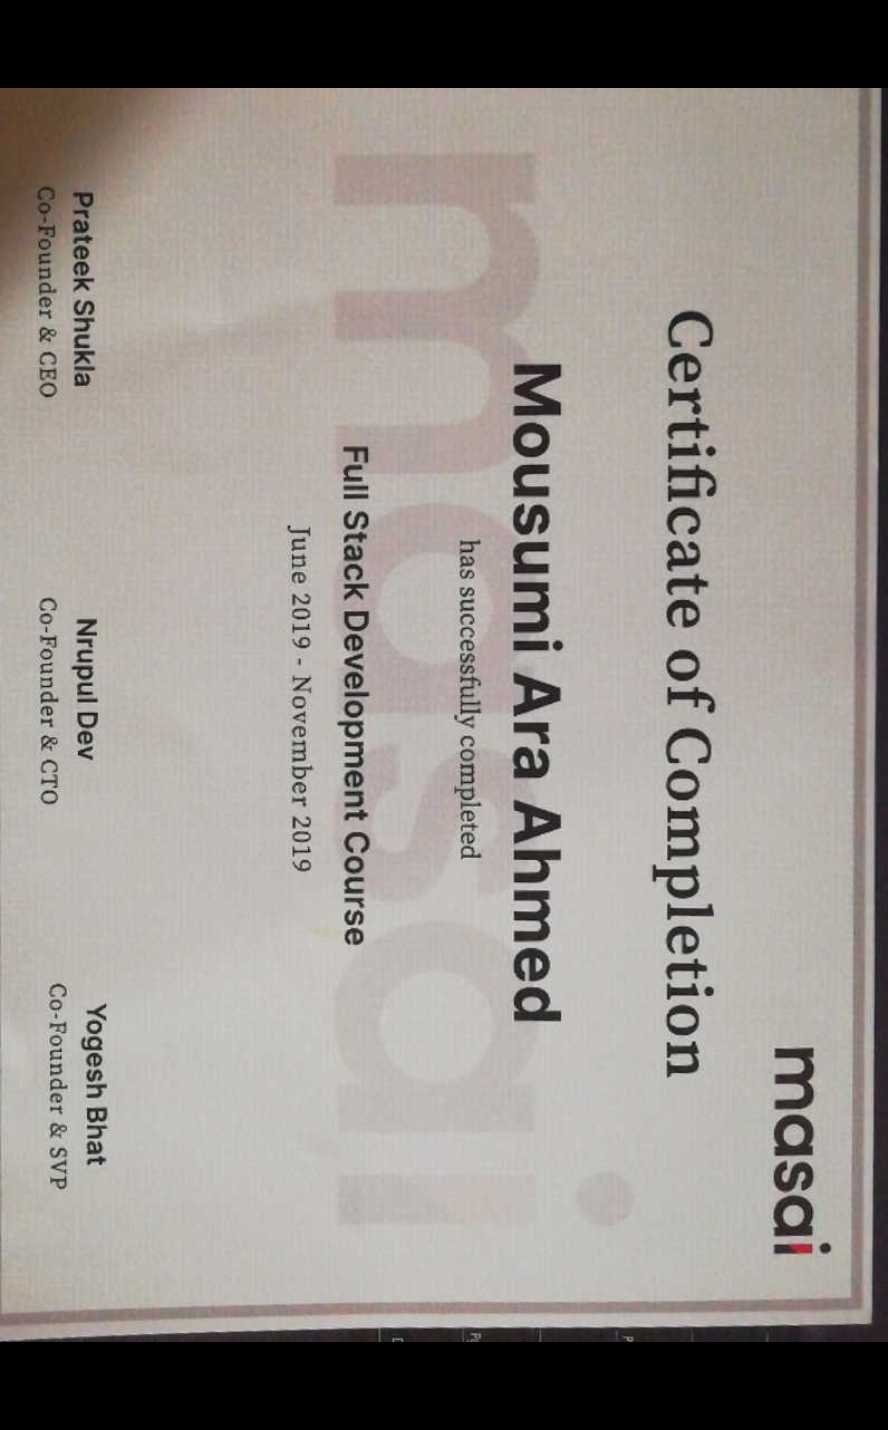 masai
Certificate of Completion
Mousumi Ara Ahmed
has successfully completed
Full Stack Development Course
June 2019 - November 2019
Prateek Shukla
Co-Founder & CEO
Nrupul Dev
Co-Founder & CTO
Yogesh Bhat
Co-Founder & SVP